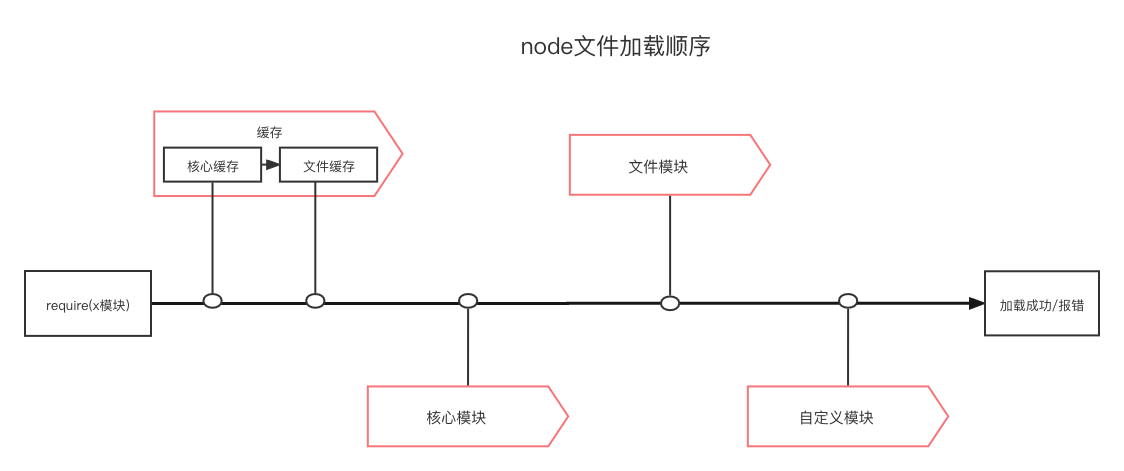 node文件加载顺序
缓存
核心缓存
文件缓存
文件模块
require(x模块)
加载成功/报错
核心模块
自定义模块